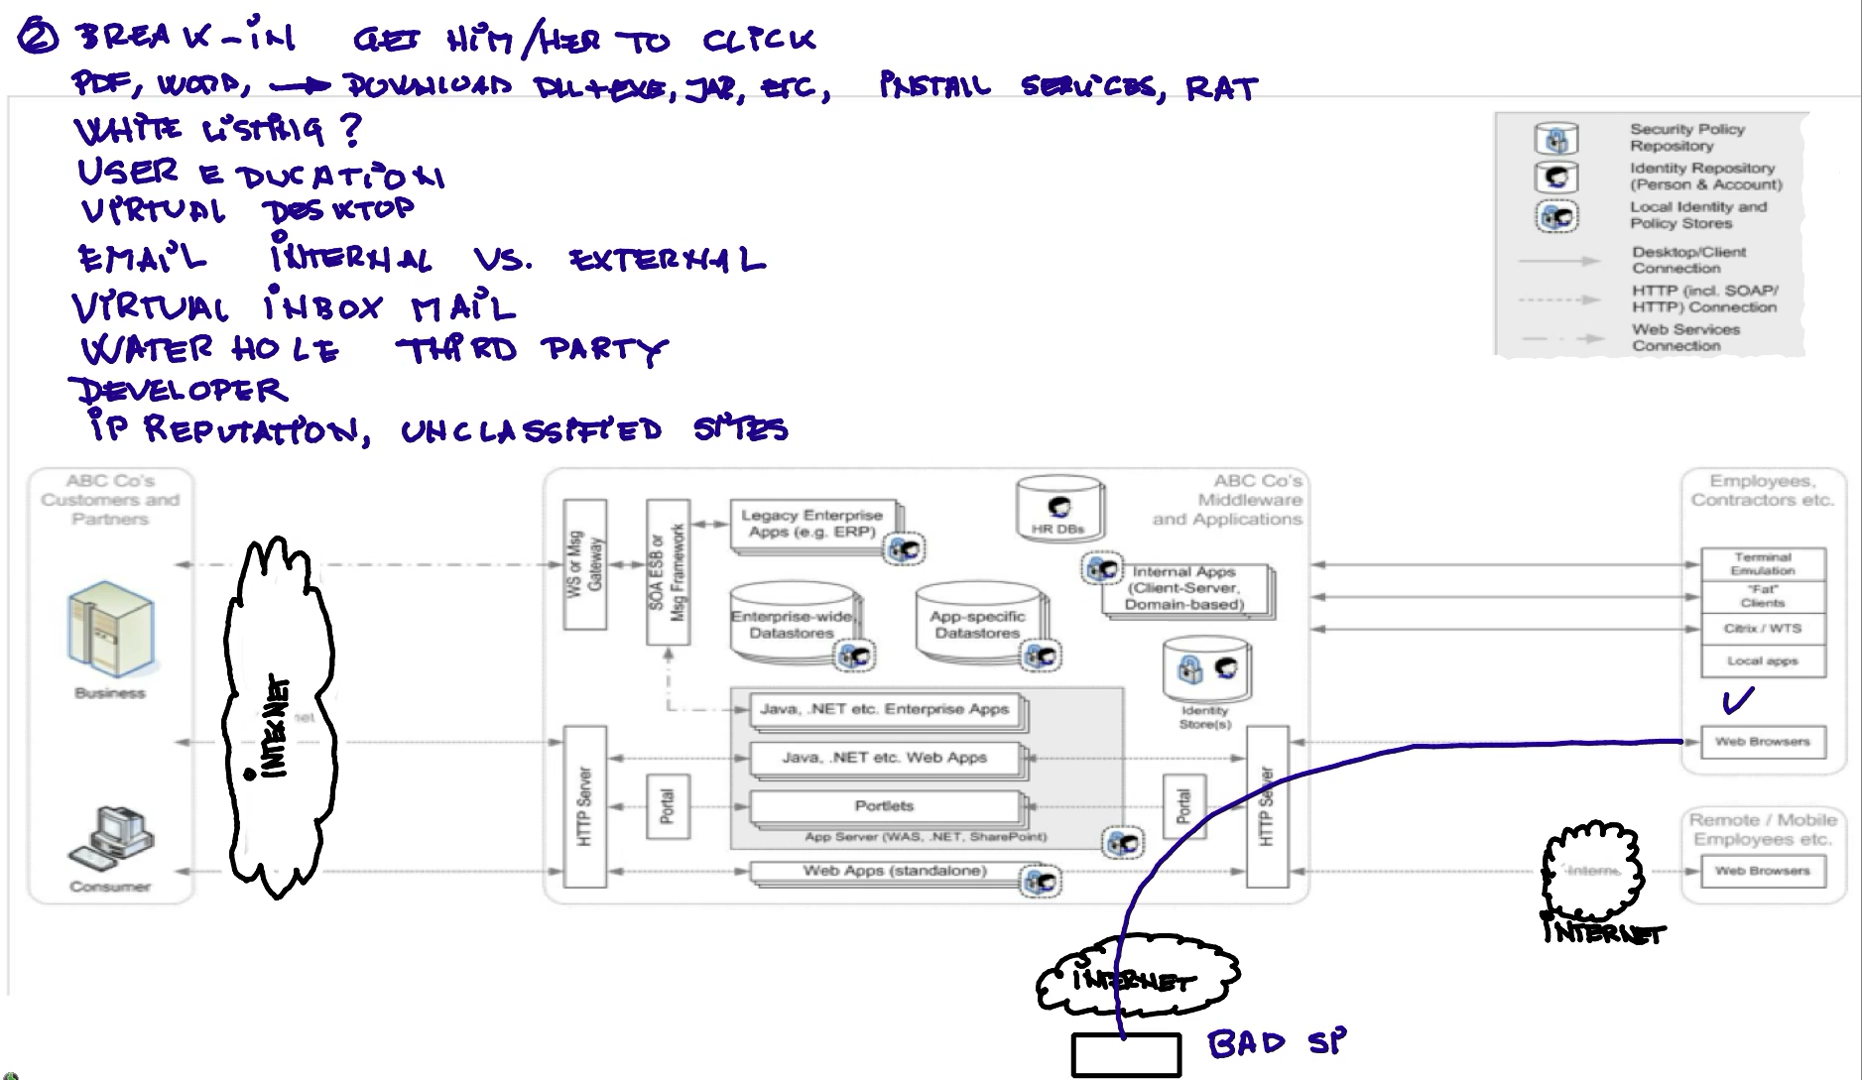 ② BREAK-IN GET HIM/HER TO CLICK
PDF, WORD, → DOWNLOAD DLL+EXE, JAR, ETC, INSTALL SERVICES, RAT
WHITE LISTING?
USER EDUCATION
VIRTUAL DESKTOP
EMAIL INTERNAL VS. EXTERNAL
VIRTUAL INBOX MAIL
WATER HOLE THIRD PARTY
DEVELOPER
IP REPUTATION, UNCLASSIFIED SITES
Security Policy
Repository
Identity Repository
(Person & Account)
Local Identity and
Policy Stores
Desktop/Client
Connection
HTTP (incl. SOAP/
HTTP) Connection
Web Services
Connection
ABC Co's
Customers and
Partners
Business
Consumer
INTERNET
net
ABC Co's
Middleware
and Applications
WS or Msg
Gateway
SOA ESB or
Msg Framework
Legacy Enterprise
Apps (e.g. ERP)
HR DBs
Internal Apps
(Client-Server,
Domain-based)
Enterprise-wide
Datastores
App-specific
Datastores
Identity
Store(s)
Java, .NET etc. Enterprise Apps
Java, .NET etc. Web Apps
Portlets
App Server (WAS, .NET, SharePoint)
Web Apps (standalone)
HTTP Server
Portal
Portal
HTTP Server
Employees,
Contractors etc.
Terminal
Emulation
"Fat"
Clients
Citrix / WTS
Local apps
Web Browsers
Remote / Mobile
Employees etc.
Web Browsers
Interne
INTERNET
INTERNET
BAD SI